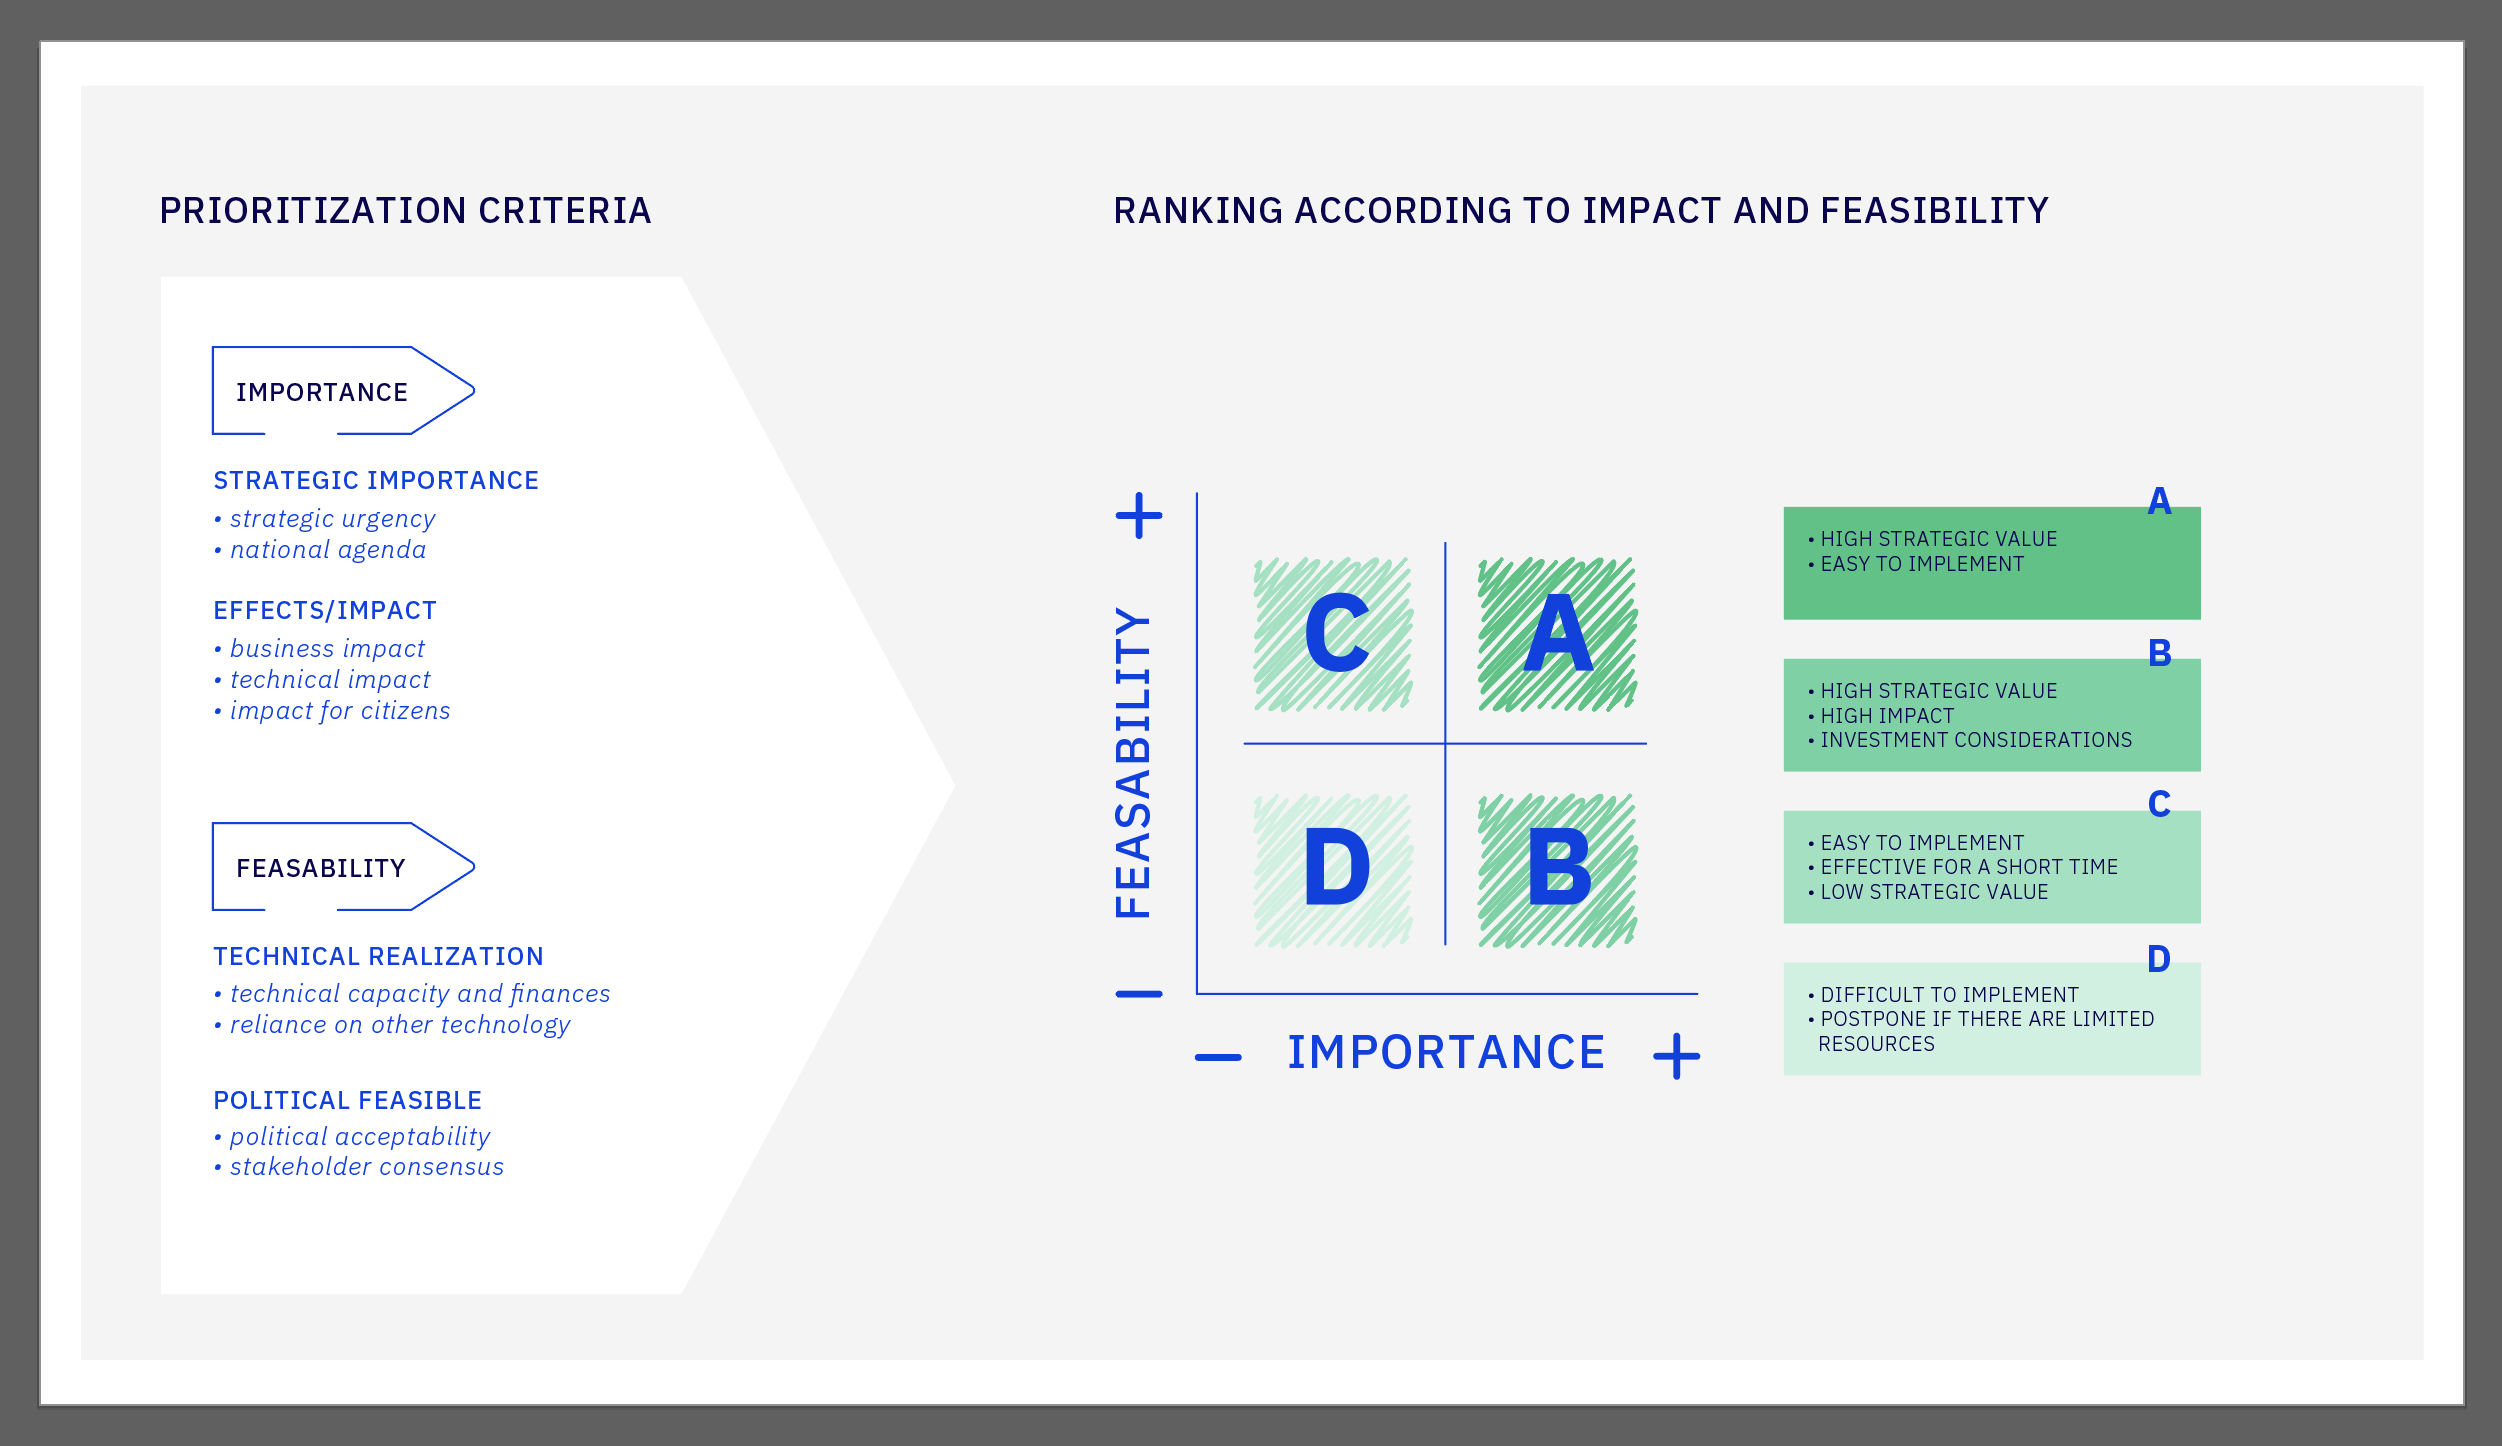 PRIORITIZATION CRITERIA
IMPORTANCE
STRATEGIC IMPORTANCE
• strategic urgency
• national agenda
EFFECTS/IMPACT
• business impact
• technical impact
• impact for citizens
FEASABILITY
TECHNICAL REALIZATION
• technical capacity and finances
• reliance on other technology
POLITICAL FEASIBLE
• political acceptability
• stakeholder consensus
RANKING ACCORDING TO IMPACT AND FEASIBILITY
+
FEASABILITY
−
C
A
D
B
− IMPORTANCE +
A
• HIGH STRATEGIC VALUE
• EASY TO IMPLEMENT
B
• HIGH STRATEGIC VALUE
• HIGH IMPACT
• INVESTMENT CONSIDERATIONS
C
• EASY TO IMPLEMENT
• EFFECTIVE FOR A SHORT TIME
• LOW STRATEGIC VALUE
D
• DIFFICULT TO IMPLEMENT
• POSTPONE IF THERE ARE LIMITED
RESOURCES